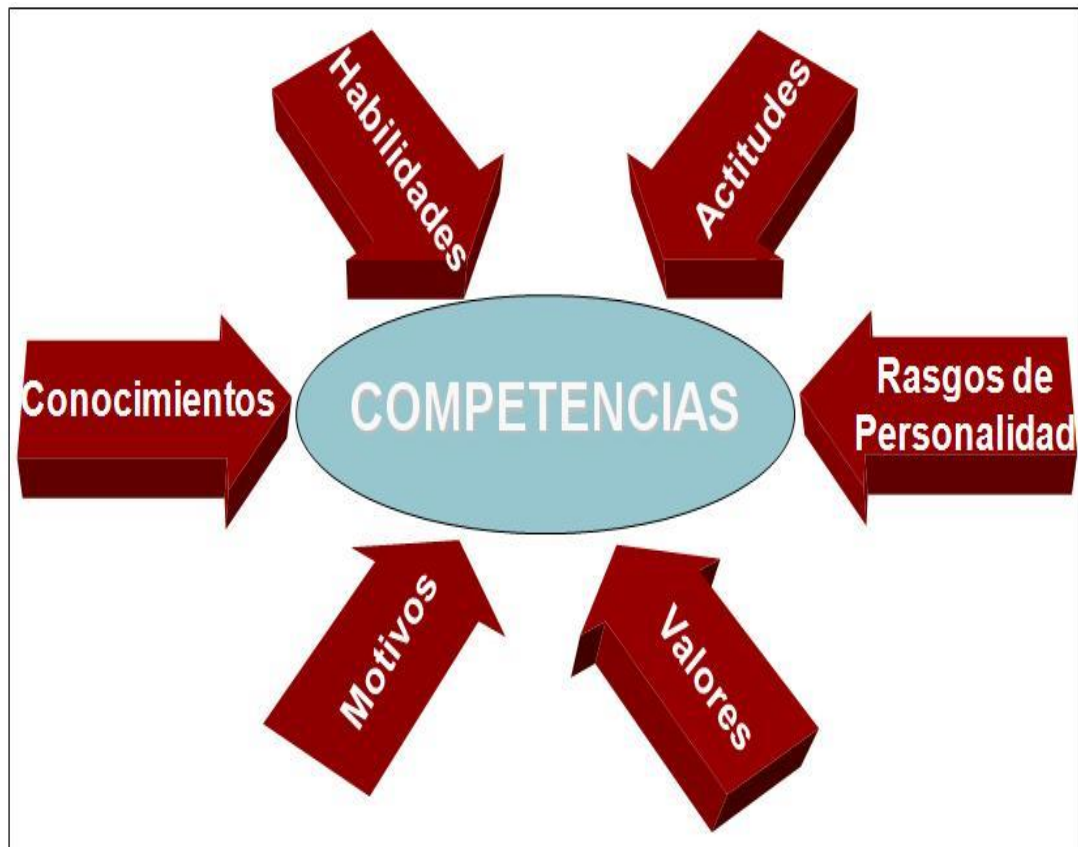 Habilidades
Actitudes
Conocimientos
COMPETENCIAS
Rasgos de
Personalidad
Motivos
Valores